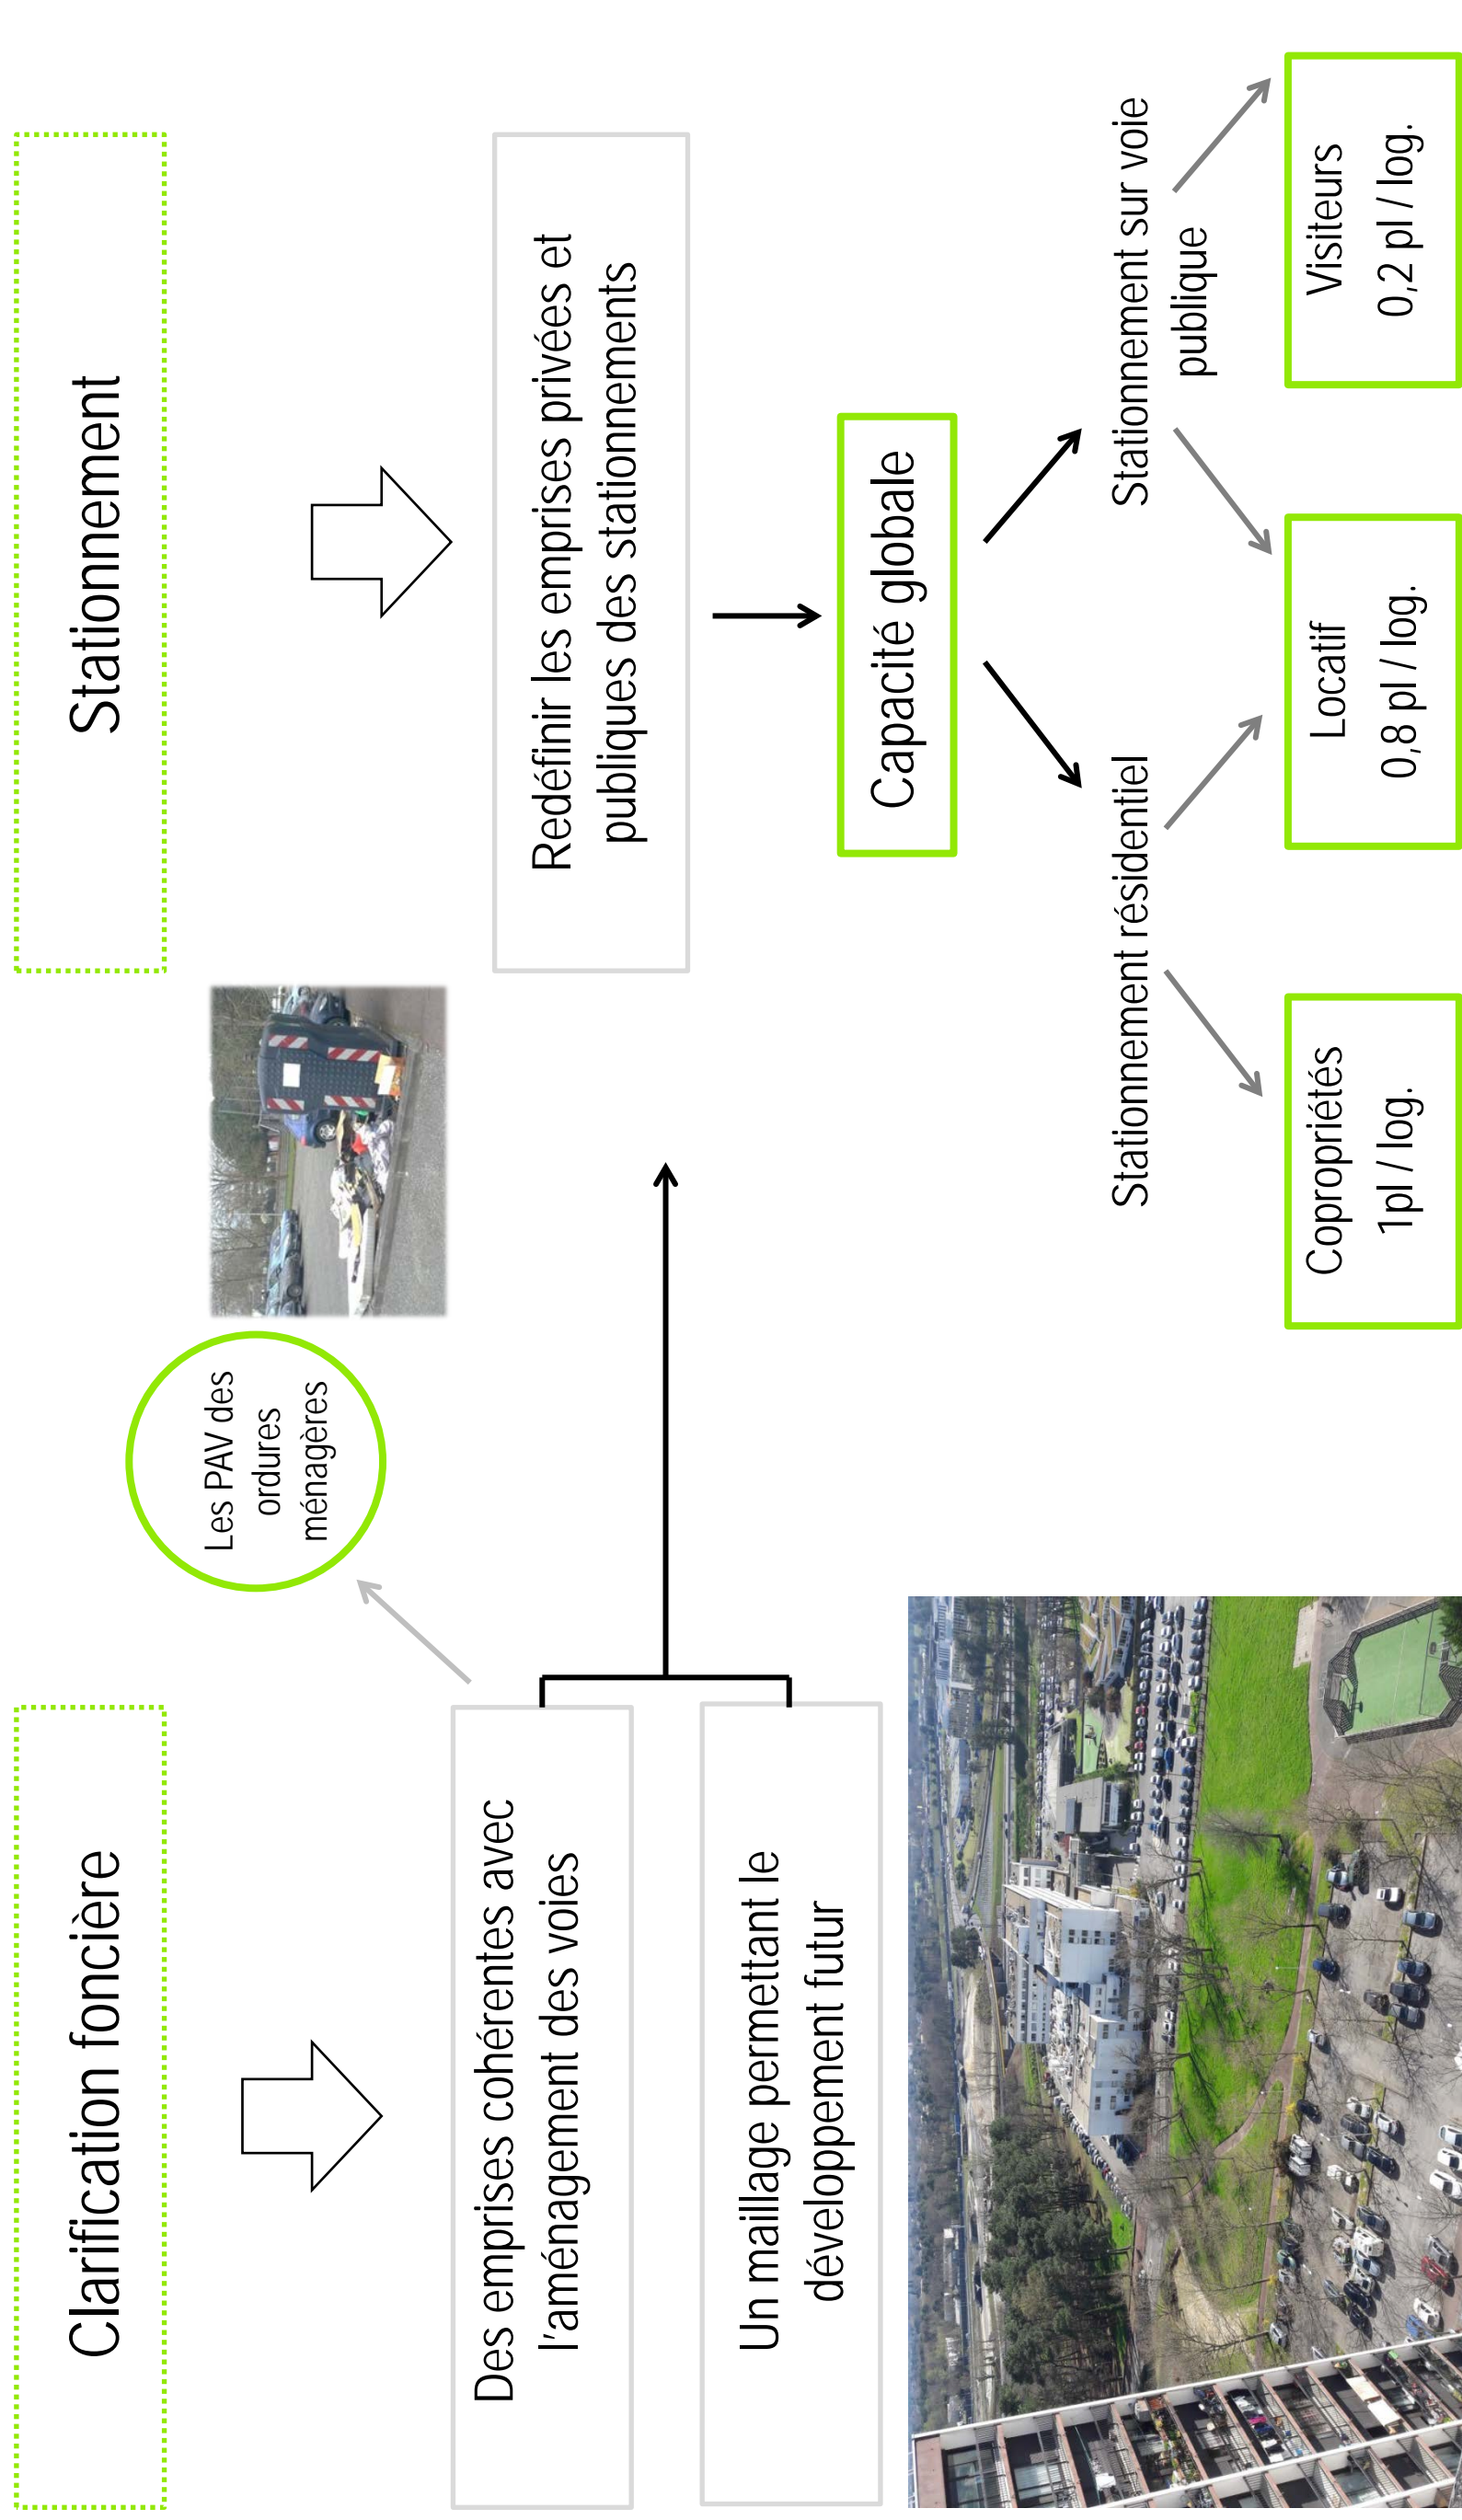 Clarification foncière
Des emprises cohérentes avec
l'aménagement des voies
Un maillage permettant le
développement futur
Les PAV des
ordures
ménagères
Stationnement
Redéfinir les emprises privées et
publiques des stationnements
Capacité globale
Stationnement résidentiel
Stationnement sur voie
publique
Copropriétés
1pl / log.
Locatif
0,8 pl / log.
Visiteurs
0,2 pl / log.